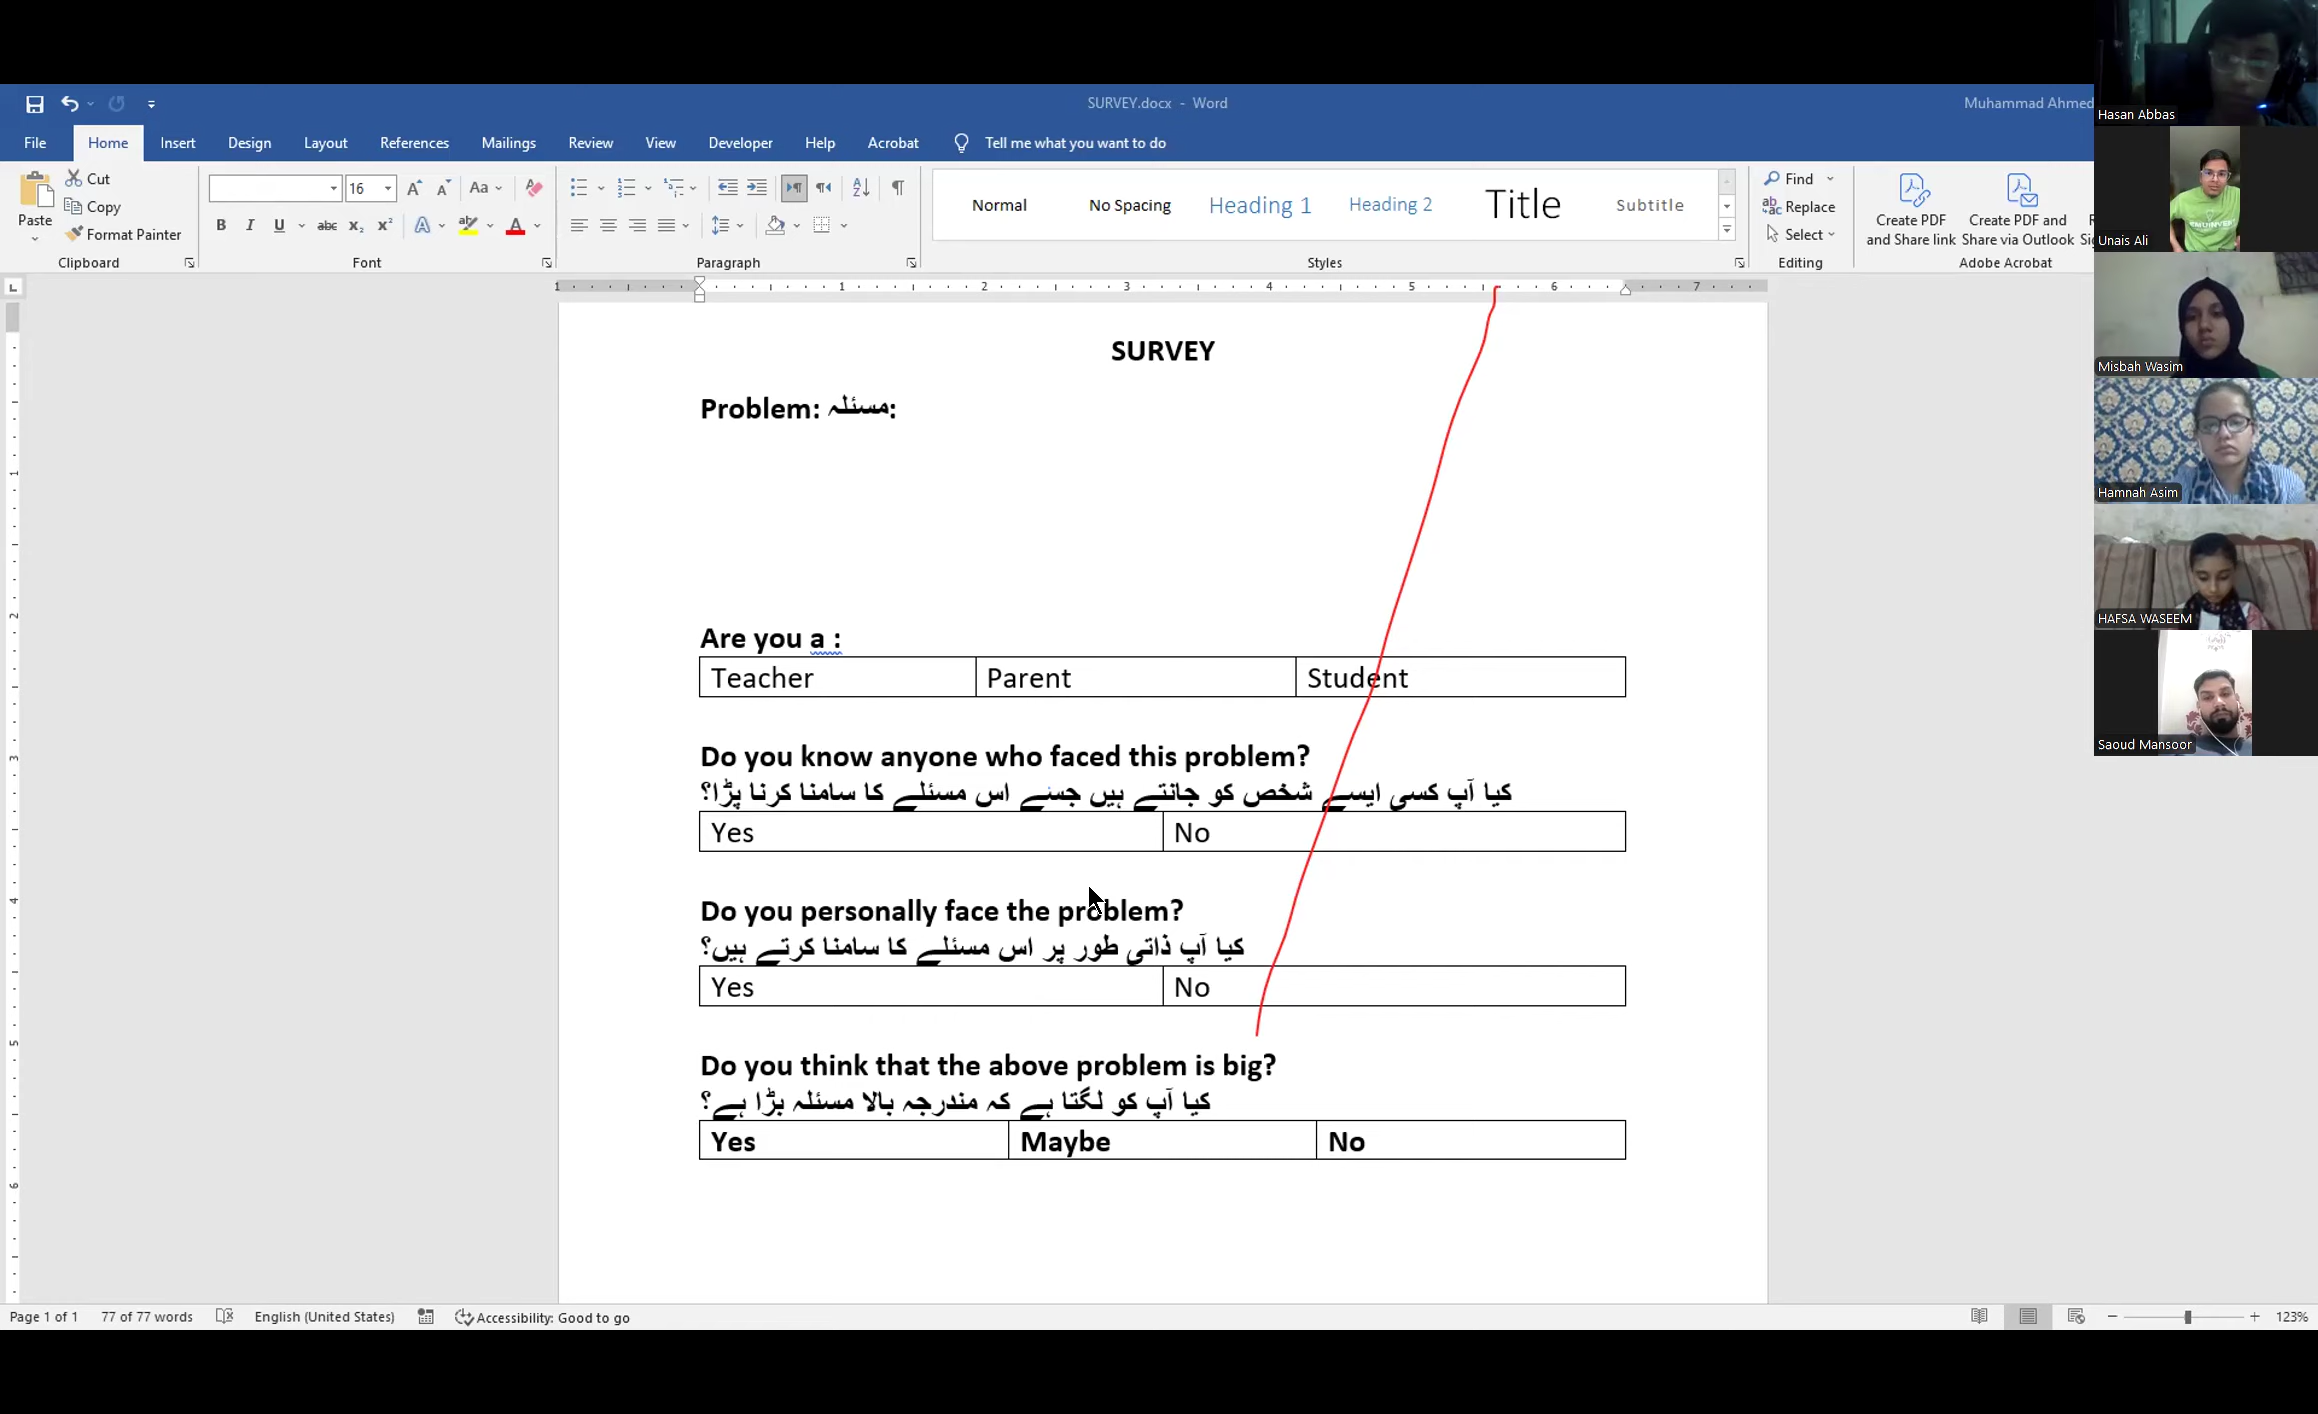 SURVEY.docx - Word
Muhammad Ahmed
File Home Insert Design Layout References Mailings Review View Developer Help Acrobat Tell me what you want to do
Paste
Cut
Copy
Format Painter
Clipboard
16
Aa
Font
Paragraph
Normal
No Spacing
Heading 1
Heading 2
Title
Subtitle
Styles
Find
Replace
Select
Editing
Create PDF
and Share link
Create PDF and
Share via Outlook
Adobe Acrobat
SURVEY
Problem: مسئلہ:
Are you a :
Teacher Parent Student
Do you know anyone who faced this problem?
کیا آپ کسی ایسے شخص کو جانتے ہیں جسے اس مسئلے کا سامنا کرنا پڑا؟
Yes No
Do you personally face the problem?
کیا آپ ذاتی طور پر اس مسئلے کا سامنا کرتے ہیں؟
Yes No
Do you think that the above problem is big?
کیا آپ کو لگتا ہے کہ مندرجہ بالا مسئلہ بڑا ہے؟
Yes Maybe No
Page 1 of 1 77 of 77 words English (United States) Accessibility: Good to go 123%
Hasan Abbas
Unais Ali
Misbah Wasim
Hamnah Asim
HAFSA WASEEM
Saoud Mansoor